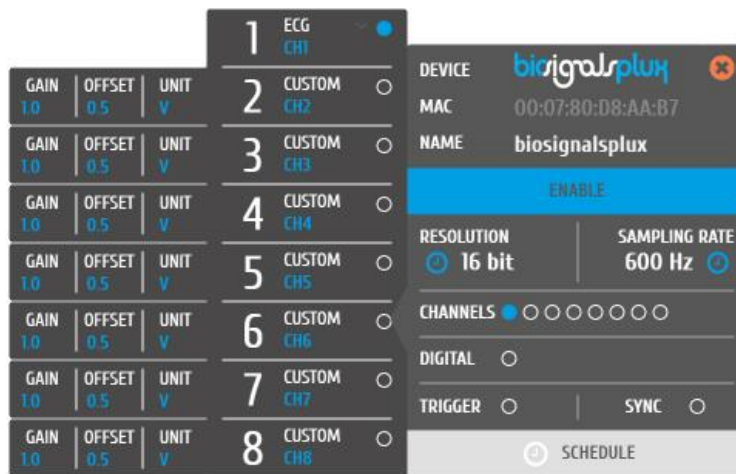 1 ECG
CH1
GAIN OFFSET UNIT 2 CUSTOM
1.0 0.5 V CH2
GAIN OFFSET UNIT 3 CUSTOM
1.0 0.5 V CH3
GAIN OFFSET UNIT 4 CUSTOM
1.0 0.5 V CH4
GAIN OFFSET UNIT 5 CUSTOM
1.0 0.5 V CH5
GAIN OFFSET UNIT 6 CUSTOM
1.0 0.5 V CH6
GAIN OFFSET UNIT 7 CUSTOM
1.0 0.5 V CH7
GAIN OFFSET UNIT 8 CUSTOM
1.0 0.5 V CH8
DEVICE biosignalsplux
MAC 00:07:80:D8:AA:B7
NAME biosignalsplux
ENABLE
RESOLUTION SAMPLING RATE
16 bit 600 Hz
CHANNELS
DIGITAL
TRIGGER SYNC
SCHEDULE